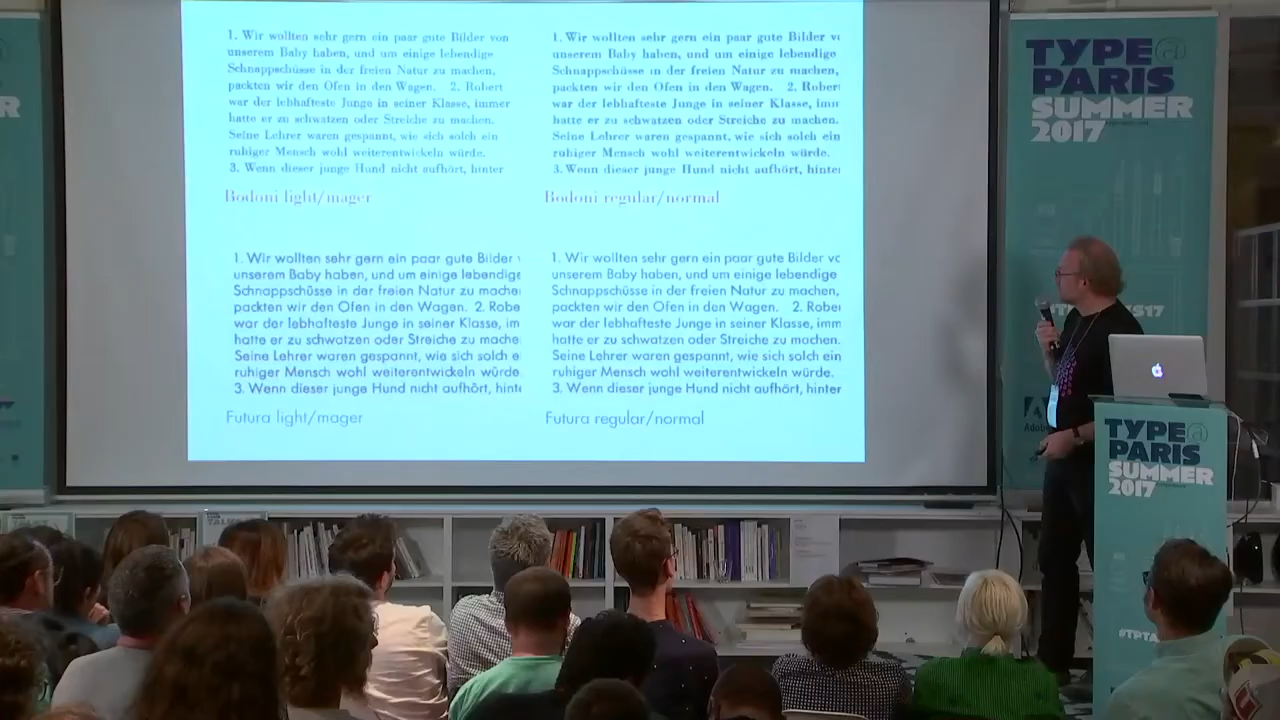 1. Wir wollten sehr gern ein paar gute Bilder von
unserem Baby haben, und um einige lebendige
Schnappschüsse in der freien Natur zu machen,
packten wir den Ofen in den Wagen. 2. Robert
war der lebhafteste Junge in seiner Klasse, immer
hatte er zu schwatzen oder Streiche zu machen.
Seine Lehrer waren gespannt, wie sich solch ein
ruhiger Mensch wohl weiterentwickeln würde.
3. Wenn dieser junge Hund nicht aufhört, hinter
Bodoni light/mager
1. Wir wollten sehr gern ein paar gute Bilder vo
unserem Baby haben, und um einige lebendige
Schnappschüsse in der freien Natur zu machen,
packten wir den Ofen in den Wagen. 2. Robert
war der lebhafteste Junge in seiner Klasse, imm
hatte er zu schwatzen oder Streiche zu machen.
Seine Lehrer waren gespannt, wie sich solch ein
ruhiger Mensch wohl weiterentwickeln würde.
3. Wenn dieser junge Hund nicht aufhört, hinter
Bodoni regular/normal
1. Wir wollten sehr gern ein paar gute Bilder
unserem Baby haben, und um einige lebendige
Schnappschüsse in der freien Natur zu mache
packten wir den Ofen in den Wagen. 2. Robe
war der lebhafteste Junge in seiner Klasse, im
hatte er zu schwatzen oder Streiche zu mache
Seine Lehrer waren gespannt, wie sich solch e
ruhiger Mensch wohl weiterentwickeln würde
3. Wenn dieser junge Hund nicht aufhört, hinte
Futura light/mager
1. Wir wollten sehr gern ein paar gute Bilder vo
unserem Baby haben, und um einige lebendige
Schnappschüsse in der freien Natur zu machen,
packten wir den Ofen in den Wagen. 2. Rober
war der lebhafteste Junge in seiner Klasse, imm
hatte er zu schwatzen oder Streiche zu machen.
Seine Lehrer waren gespannt, wie sich solch ein
ruhiger Mensch wohl weiterentwickeln würde.
3. Wenn dieser junge Hund nicht aufhört, hinter
Futura regular/normal
TYPE@
PARIS
SUMMER
2017
S17
Adobe
TYPE@
PARIS
SUMMER
2017
#TPTA